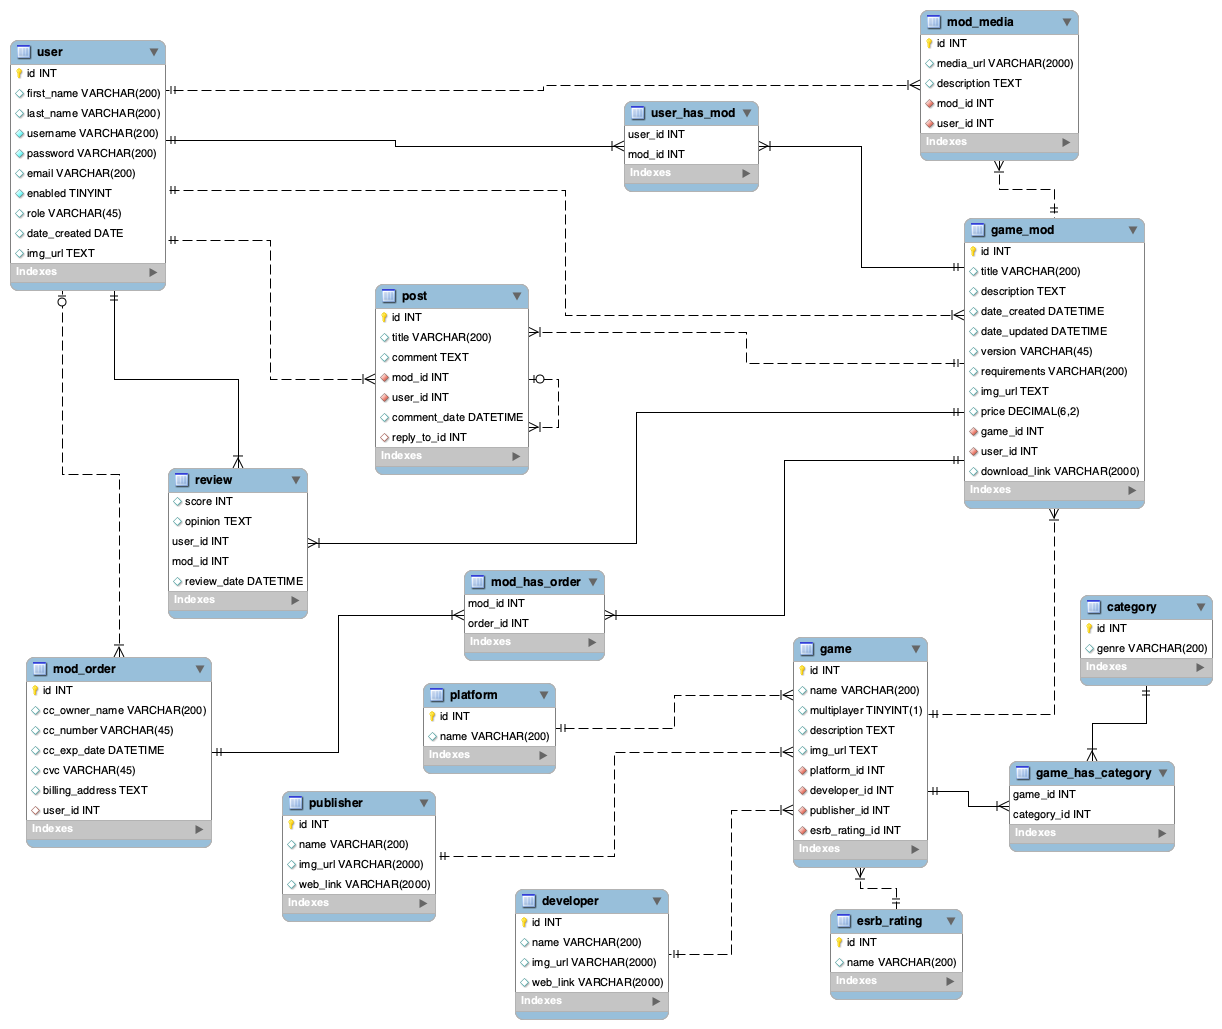 user
id INT
first_name VARCHAR(200)
last_name VARCHAR(200)
username VARCHAR(200)
password VARCHAR(200)
email VARCHAR(200)
enabled TINYINT
role VARCHAR(45)
date_created DATE
img_url TEXT
Indexes
mod_media
id INT
media_url VARCHAR(2000)
description TEXT
mod_id INT
user_id INT
Indexes
user_has_mod
user_id INT
mod_id INT
Indexes
game_mod
id INT
title VARCHAR(200)
description TEXT
date_created DATETIME
date_updated DATETIME
version VARCHAR(45)
requirements VARCHAR(200)
img_url TEXT
price DECIMAL(6,2)
game_id INT
user_id INT
download_link VARCHAR(2000)
Indexes
post
id INT
title VARCHAR(200)
comment TEXT
mod_id INT
user_id INT
comment_date DATETIME
reply_to_id INT
Indexes
review
score INT
opinion TEXT
user_id INT
mod_id INT
review_date DATETIME
Indexes
mod_has_order
mod_id INT
order_id INT
Indexes
category
id INT
genre VARCHAR(200)
Indexes
mod_order
id INT
cc_owner_name VARCHAR(200)
cc_number VARCHAR(45)
cc_exp_date DATETIME
cvc VARCHAR(45)
billing_address TEXT
user_id INT
Indexes
platform
id INT
name VARCHAR(200)
Indexes
game
id INT
name VARCHAR(200)
multiplayer TINYINT(1)
description TEXT
img_url TEXT
platform_id INT
developer_id INT
publisher_id INT
esrb_rating_id INT
Indexes
game_has_category
game_id INT
category_id INT
Indexes
publisher
id INT
name VARCHAR(200)
img_url VARCHAR(2000)
web_link VARCHAR(2000)
Indexes
developer
id INT
name VARCHAR(200)
img_url VARCHAR(2000)
web_link VARCHAR(2000)
Indexes
esrb_rating
id INT
name VARCHAR(200)
Indexes